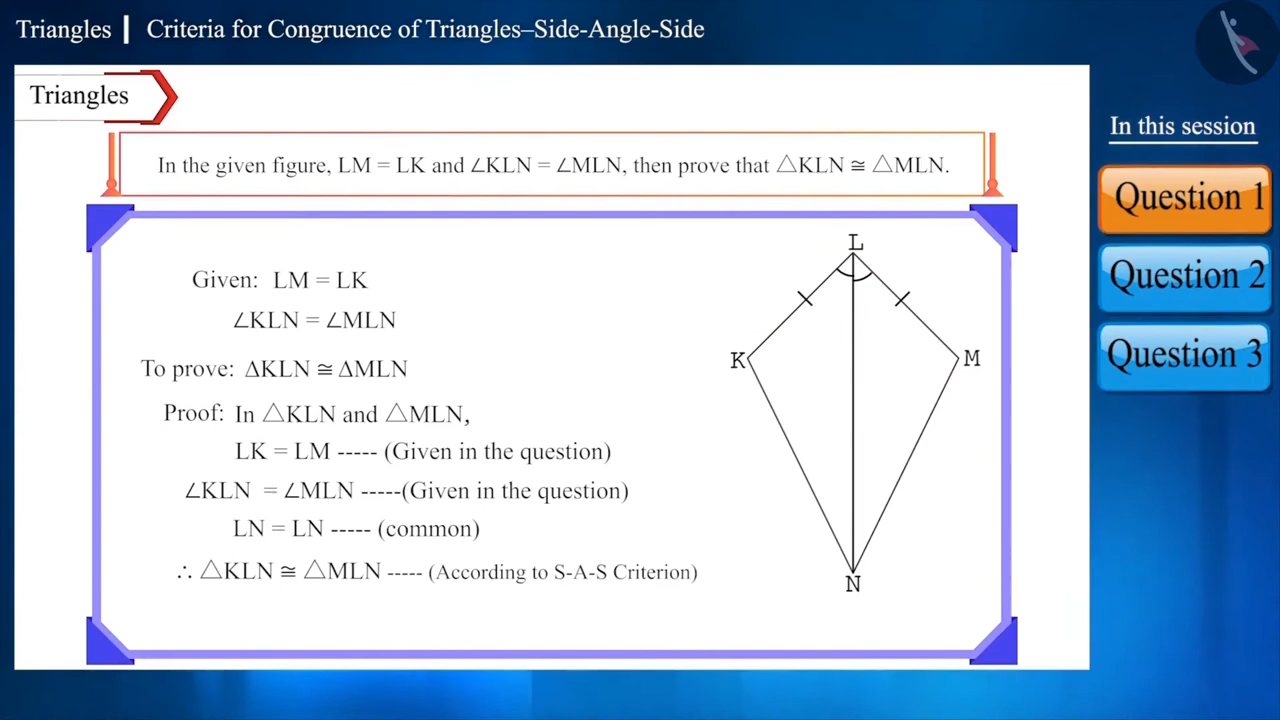 Triangles | Criteria for Congruence of Triangles–Side-Angle-Side
Triangles
In the given figure, LM = LK and ∠KLN = ∠MLN, then prove that △KLN ≅ △MLN.
Given: LM = LK
∠KLN = ∠MLN
To prove: ΔKLN ≅ ΔMLN
Proof: In △KLN and △MLN,
LK = LM ----- (Given in the question)
∠KLN = ∠MLN -----(Given in the question)
LN = LN ----- (common)
∴ △KLN ≅ △MLN ----- (According to S-A-S Criterion)
L
K
M
N
In this session
Question 1
Question 2
Question 3